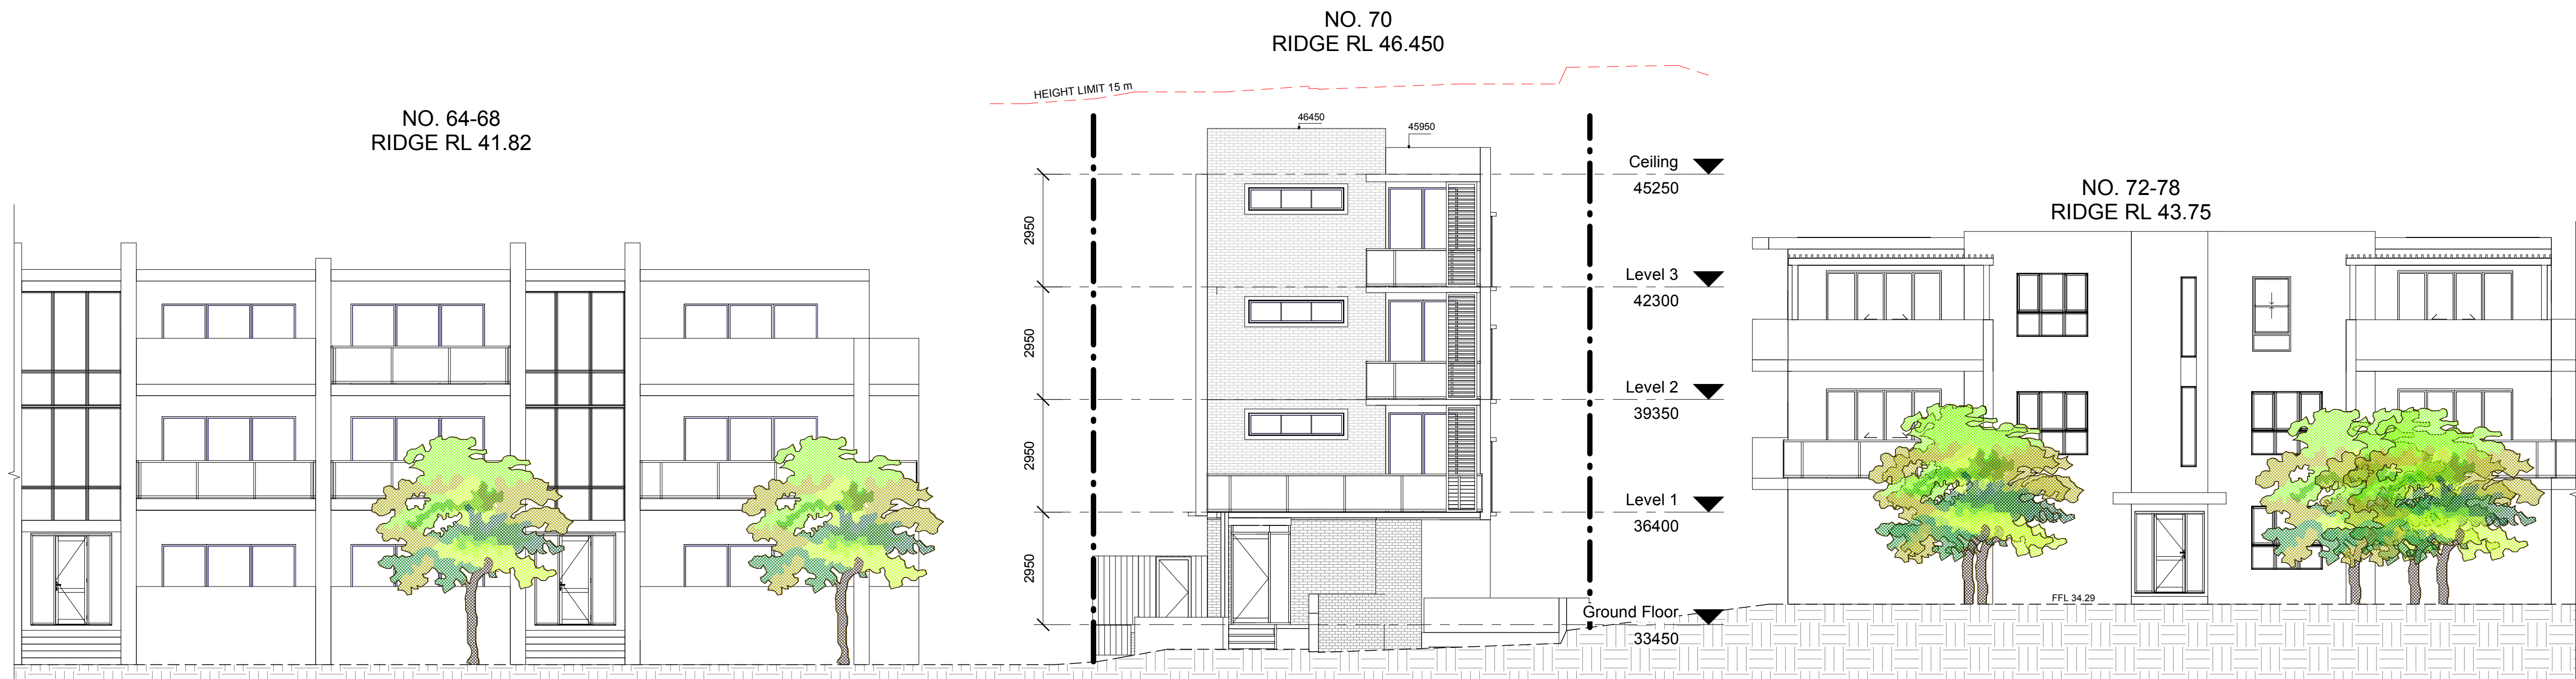 NO. 70
RIDGE RL 46.450
HEIGHT LIMIT 15 m
NO. 64-68
RIDGE RL 41.82
46450
45950
Ceiling
45250
NO. 72-78
RIDGE RL 43.75
2950
Level 3
42300
2950
Level 2
39350
2950
Level 1
36400
2950
FFL 34.29
Ground Floor
33450